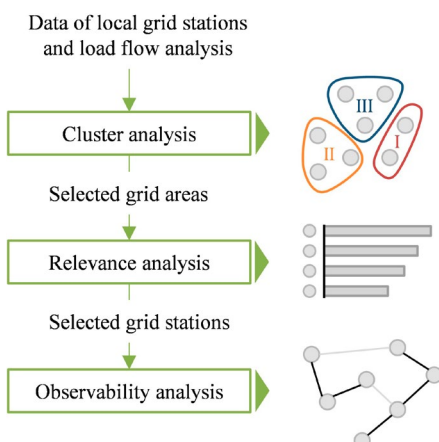 Data of local grid stations
and load flow analysis
Cluster analysis
III
I
II
Selected grid areas
Relevance analysis
Selected grid stations
Observability analysis